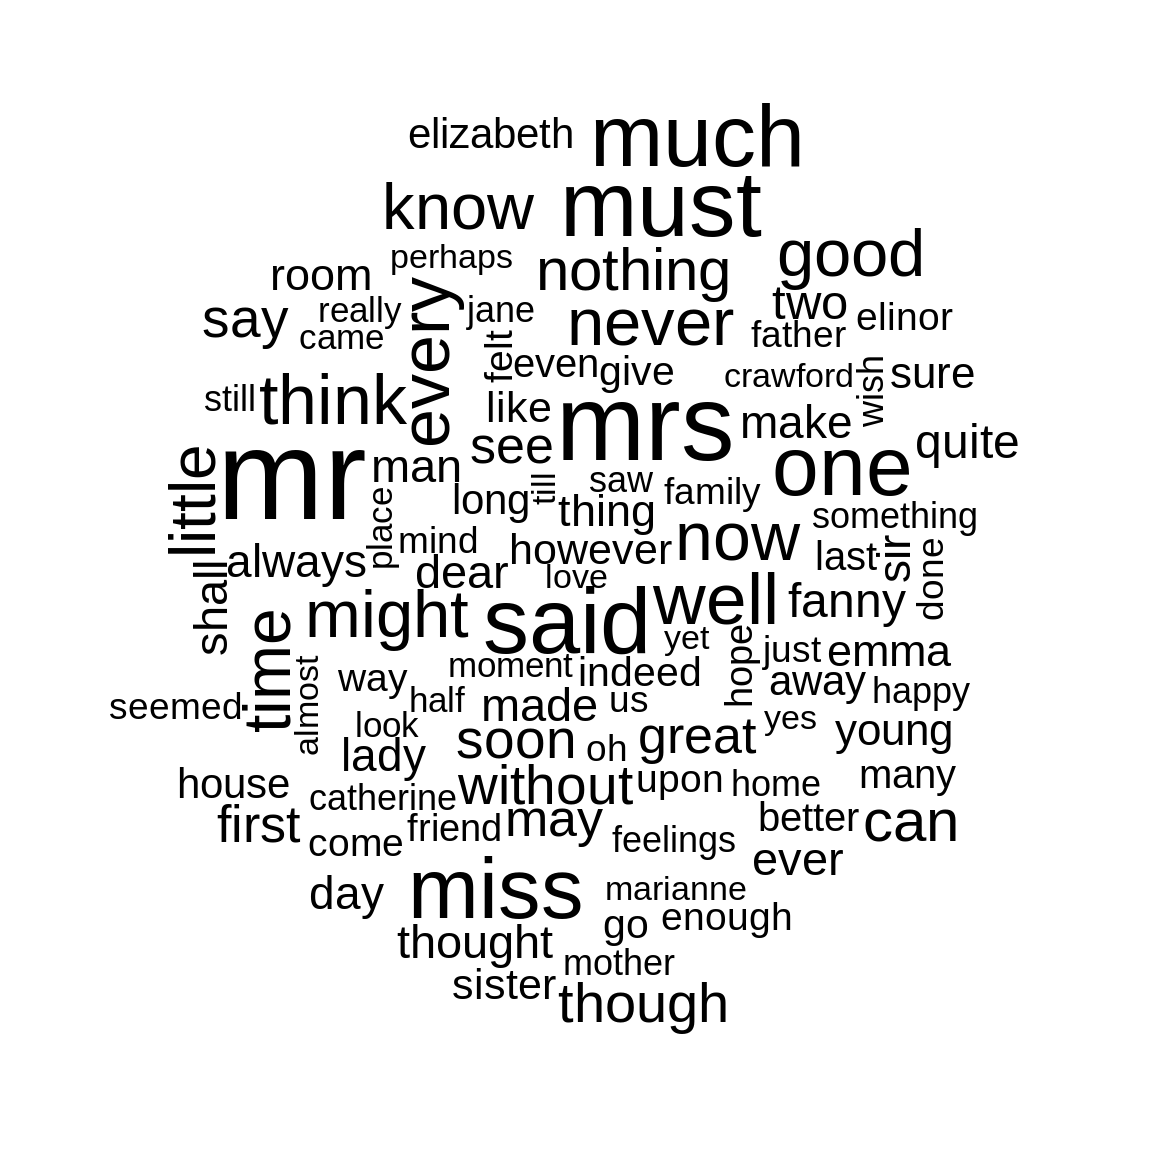 elizabeth much
know must
perhaps nothing good
room
say really every jane never two elinor
came felt father
even give crawford wish sure
still think like mrs make
mr man see one quite
little long till saw family
place thing something
always mind however now last sir done
shall dear love
might said well fanny
time yet hope just emma
almost way moment indeed away happy
seemed half made us
look soon oh great yes young
lady
house catherine without upon home many
first come friend may feelings better can
ever
day miss marianne
go enough
thought mother
sister though